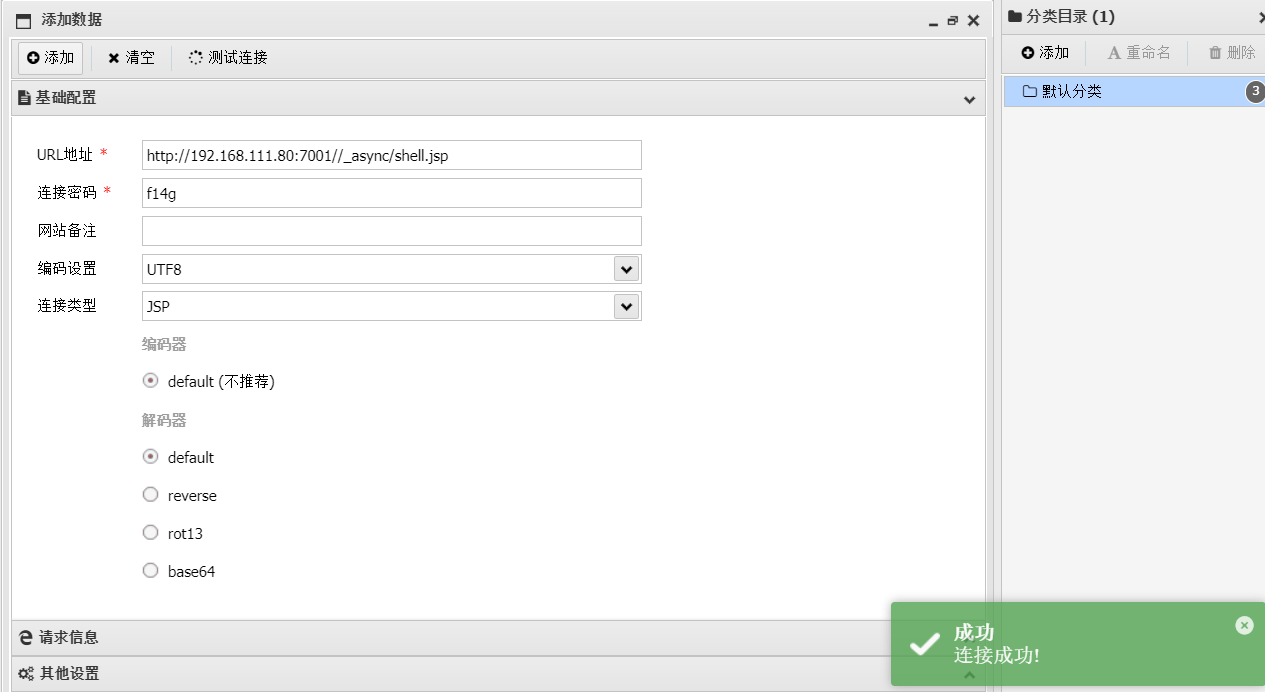 添加数据
添加 清空 测试连接
基础配置
URL地址 * http://192.168.111.80:7001//_async/shell.jsp
连接密码 * f14g
网站备注
编码设置 UTF8
连接类型 JSP
编码器
default (不推荐)
解码器
default
reverse
rot13
base64
请求信息
其他设置
分类目录 (1)
添加 A 重命名 删除
默认分类 3
成功
连接成功!